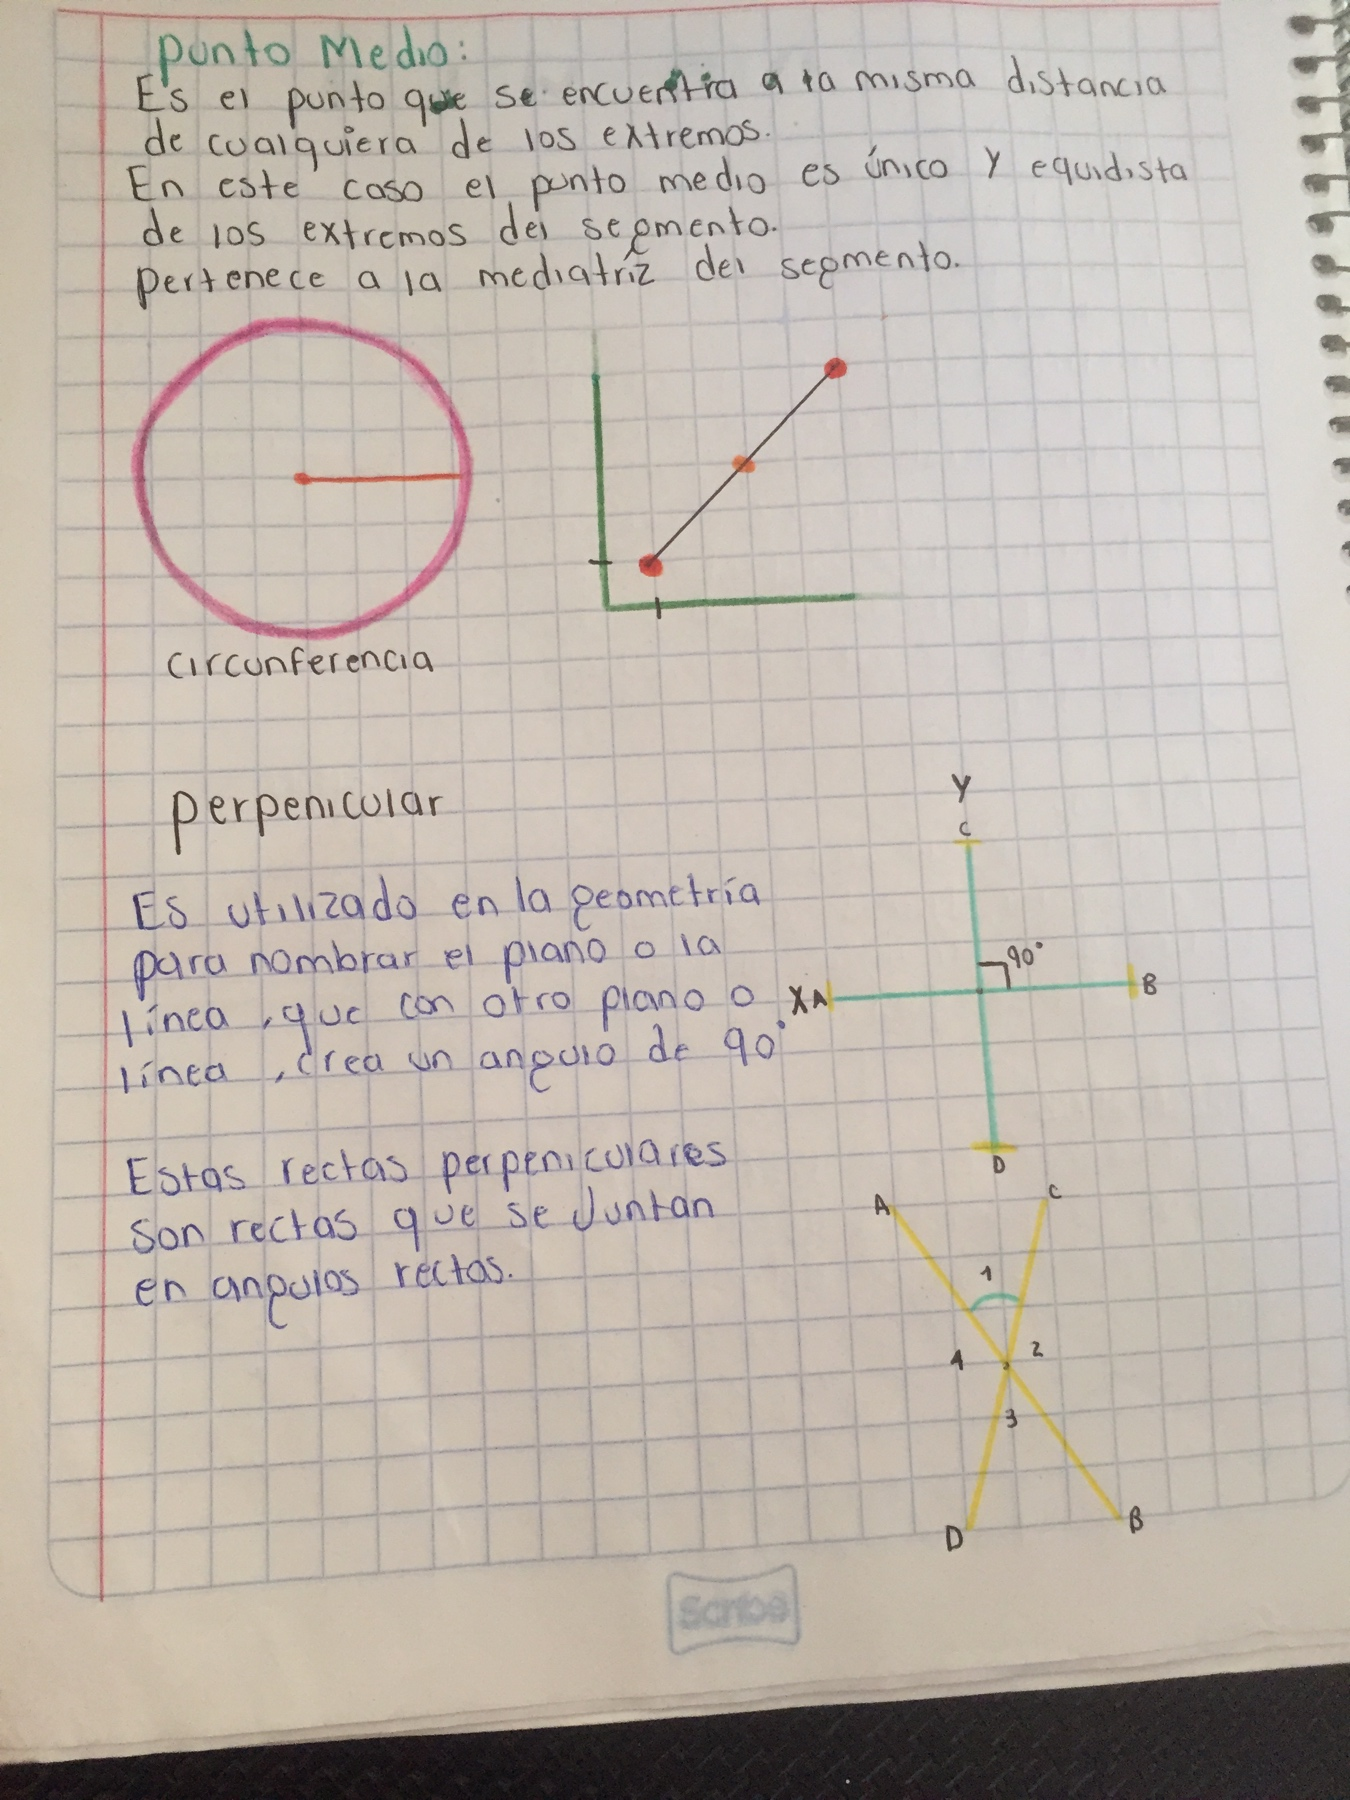 Punto Medio:
Es el punto que se encuentra a la misma distancia
de cualquiera de los extremos.
En este caso el punto medio es único y equidista
de los extremos del segmento.
Pertenece a la mediatríz del segmento.
circunferencia
perpenicular
Es utilizado en la geometría
para nombrar el plano o la
línea, que con otro plano o
línea, crea un angulo de 90°
Estas rectas perpeniculares
son rectas que se Juntan
en angulos rectos.
Y
C
90°
X A
B
D
A
C
1
4
2
3
D
B
Scribe